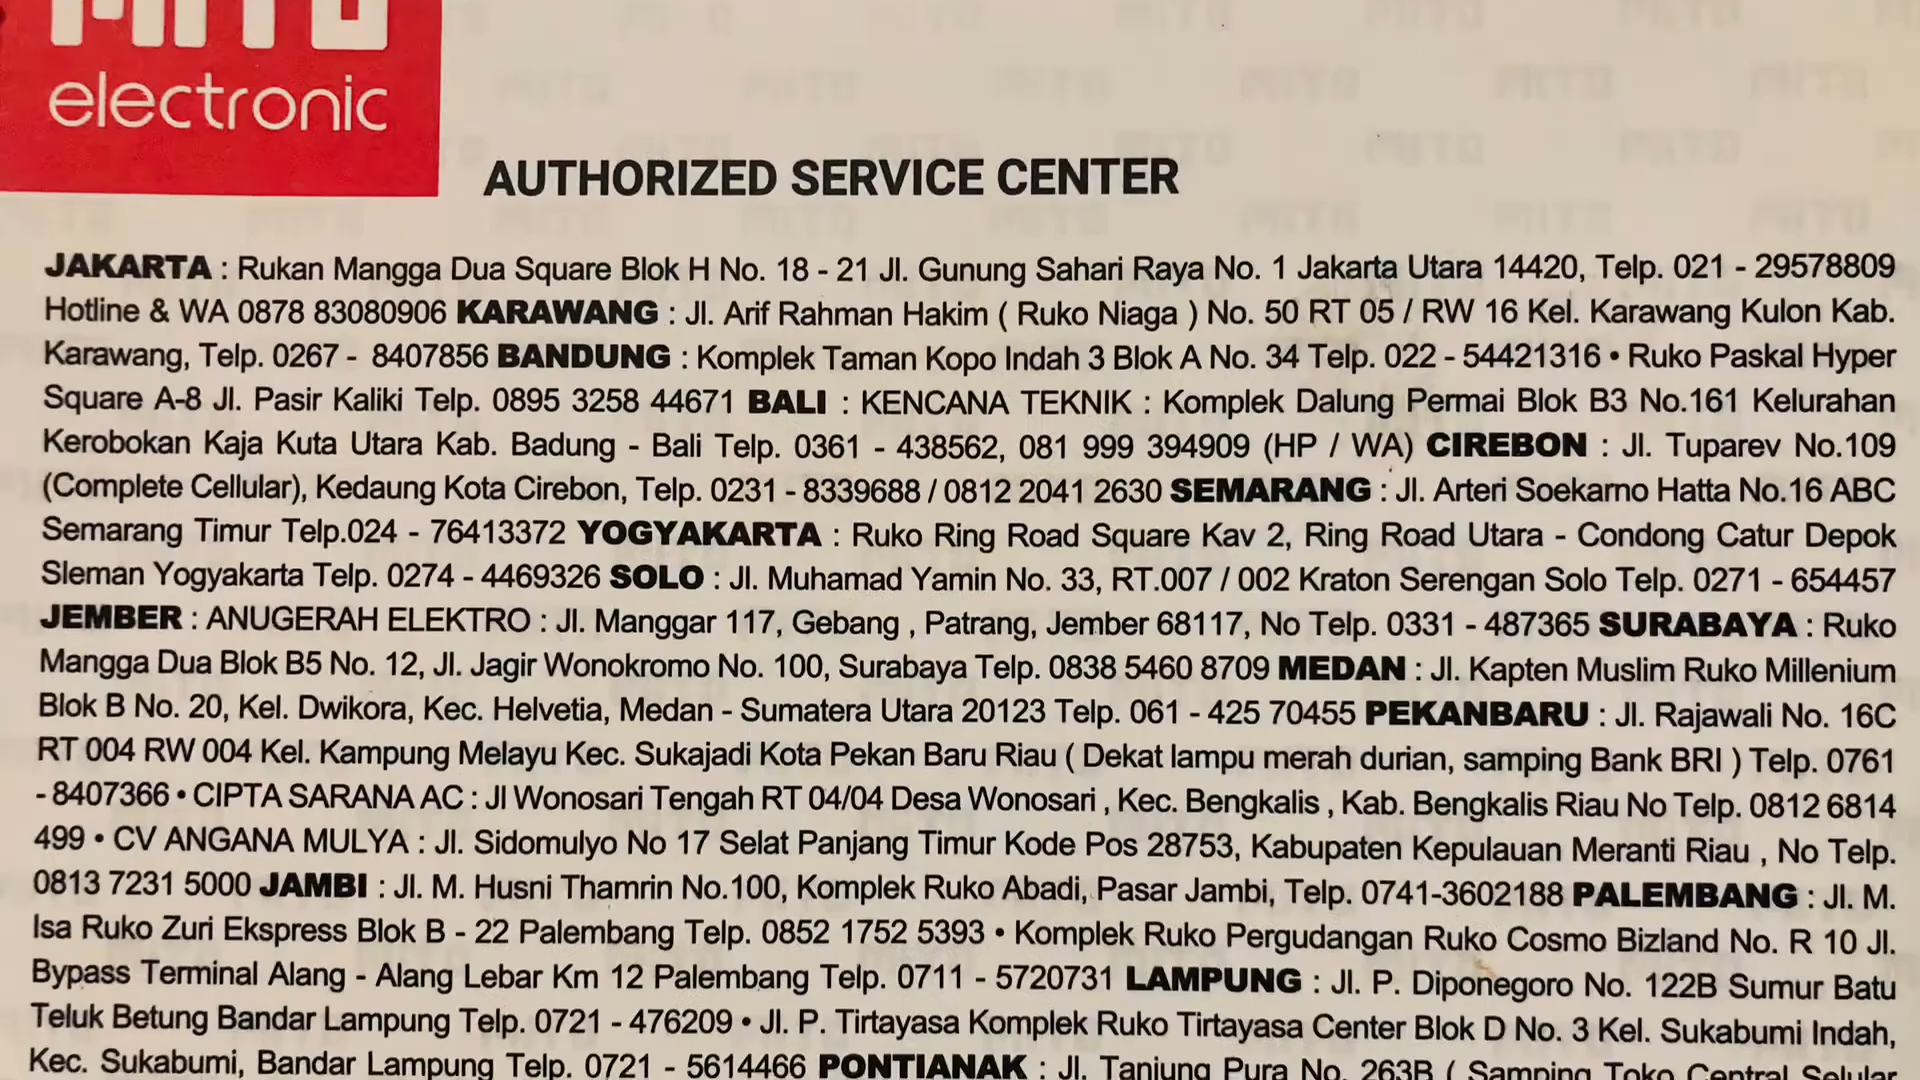 MITO
electronic
AUTHORIZED SERVICE CENTER
JAKARTA : Rukan Mangga Dua Square Blok H No. 18 - 21 Jl. Gunung Sahari Raya No. 1 Jakarta Utara 14420, Telp. 021 - 29578809
Hotline & WA 0878 83080906 KARAWANG : Jl. Arif Rahman Hakim ( Ruko Niaga ) No. 50 RT 05 / RW 16 Kel. Karawang Kulon Kab.
Karawang, Telp. 0267 - 8407856 BANDUNG : Komplek Taman Kopo Indah 3 Blok A No. 34 Telp. 022 - 54421316 • Ruko Paskal Hyper
Square A-8 Jl. Pasir Kaliki Telp. 0895 3258 44671 BALI : KENCANA TEKNIK : Komplek Dalung Permai Blok B3 No.161 Kelurahan
Kerobokan Kaja Kuta Utara Kab. Badung - Bali Telp. 0361 - 438562, 081 999 394909 (HP / WA) CIREBON : Jl. Tuparev No.109
(Complete Cellular), Kedaung Kota Cirebon, Telp. 0231 - 8339688 / 0812 2041 2630 SEMARANG : Jl. Arteri Soekarno Hatta No.16 ABC
Semarang Timur Telp.024 - 76413372 YOGYAKARTA : Ruko Ring Road Square Kav 2, Ring Road Utara - Condong Catur Depok
Sleman Yogyakarta Telp. 0274 - 4469326 SOLO : Jl. Muhamad Yamin No. 33, RT.007 / 002 Kraton Serengan Solo Telp. 0271 - 654457
JEMBER : ANUGERAH ELEKTRO : Jl. Manggar 117, Gebang , Patrang, Jember 68117, No Telp. 0331 - 487365 SURABAYA : Ruko
Mangga Dua Blok B5 No. 12, Jl. Jagir Wonokromo No. 100, Surabaya Telp. 0838 5460 8709 MEDAN : Jl. Kapten Muslim Ruko Millenium
Blok B No. 20, Kel. Dwikora, Kec. Helvetia, Medan - Sumatera Utara 20123 Telp. 061 - 425 70455 PEKANBARU : Jl. Rajawali No. 16C
RT 004 RW 004 Kel. Kampung Melayu Kec. Sukajadi Kota Pekan Baru Riau ( Dekat lampu merah durian, samping Bank BRI ) Telp. 0761
- 8407366 • CIPTA SARANA AC : Jl Wonosari Tengah RT 04/04 Desa Wonosari , Kec. Bengkalis , Kab. Bengkalis Riau No Telp. 0812 6814
499 • CV ANGANA MULYA : Jl. Sidomulyo No 17 Selat Panjang Timur Kode Pos 28753, Kabupaten Kepulauan Meranti Riau , No Telp.
0813 7231 5000 JAMBI : Jl. M. Husni Thamrin No.100, Komplek Ruko Abadi, Pasar Jambi, Telp. 0741-3602188 PALEMBANG : Jl. M.
Isa Ruko Zuri Ekspress Blok B - 22 Palembang Telp. 0852 1752 5393 • Komplek Ruko Pergudangan Ruko Cosmo Bizland No. R 10 Jl.
Bypass Terminal Alang - Alang Lebar Km 12 Palembang Telp. 0711 - 5720731 LAMPUNG : Jl. P. Diponegoro No. 122B Sumur Batu
Teluk Betung Bandar Lampung Telp. 0721 - 476209 • Jl. P. Tirtayasa Komplek Ruko Tirtayasa Center Blok D No. 3 Kel. Sukabumi Indah,
Kec. Sukabumi, Bandar Lampung Telp. 0721 - 5614466 PONTIANAK : Jl. Tanjung Pura No. 263B ( Samping Toko Central Selular